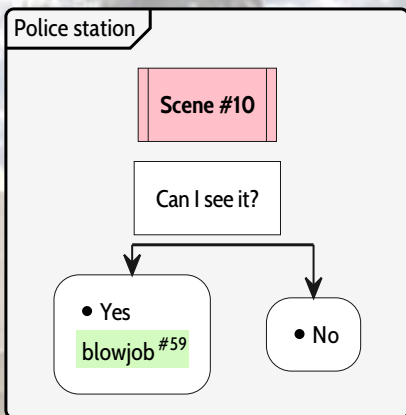 Police station
Scene #10
Can I see it?
• Yes
blowjob #59
• No